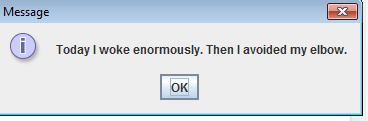 Message
Today I woke enormously. Then I avoided my elbow.
OK